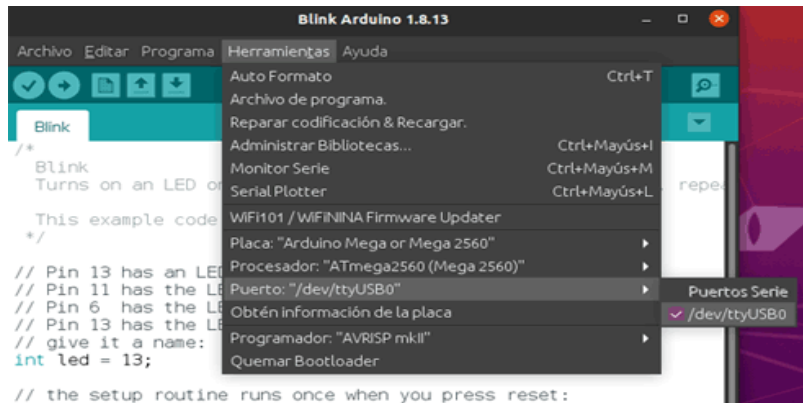 Blink Arduino 1.8.13
Archivo Editar Programa Herramientas Ayuda
Blink
Auto Formato Ctrl+T
Archivo de programa.
Reparar codificación & Recargar.
Administrar Bibliotecas... Ctrl+Mayús+I
Monitor Serie Ctrl+Mayús+M
Serial Plotter Ctrl+Mayús+L
WiFi101 / WiFiNINA Firmware Updater
Placa: "Arduino Mega or Mega 2560"
Procesador: "ATmega2560 (Mega 2560)"
Puerto: "/dev/ttyUSB0"
Obtén información de la placa
Programador: "AVRISP mkII"
Quemar Bootloader
Puertos Serie
/dev/ttyUSB0
/*
Blink
Turns on an LED
This example code
*/
// Pin 13 has an LED
// Pin 11 has the
// Pin 6 has the
// Pin 13 has the
// give it a name:
int led = 13;
// the setup routine runs once when you press reset: